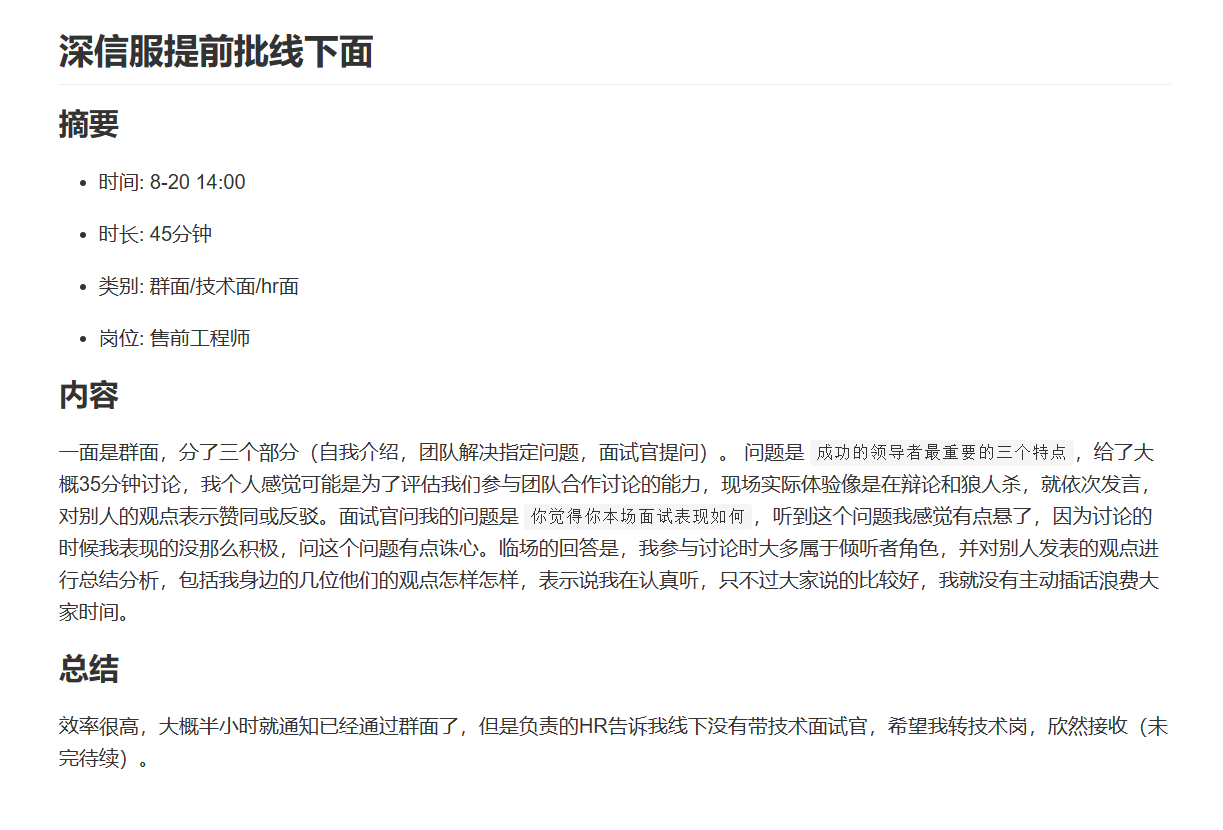 深信服提前批线下面
摘要
• 时间: 8-20 14:00
• 时长: 45分钟
• 类别: 群面/技术面/hr面
• 岗位: 售前工程师
内容
一面是群面，分了三个部分（自我介绍，团队解决指定问题，面试官提问）。 问题是 成功的领导者最重要的三个特点 ，给了大
概35分钟讨论，我个人感觉可能是为了评估我们参与团队合作讨论的能力，现场实际体验像是在辩论和狼人杀，就依次发言，
对别人的观点表示赞同或反驳。面试官问我的问题是 你觉得你本场面试表现如何 ，听到这个问题我感觉有点悬了，因为讨论的
时候我表现的没那么积极，问这个问题有点诛心。临场的回答是，我参与讨论时大多属于倾听者角色，并对别人发表的观点进
行总结分析，包括我身边的几位他们的观点怎样怎样，表示说我在认真听，只不过大家说的比较好，我就没有主动插话浪费大
家时间。
总结
效率很高，大概半小时就通知已经通过群面了，但是负责的HR告诉我线下没有带技术面试官，希望我转技术岗，欣然接收（未
完待续）。